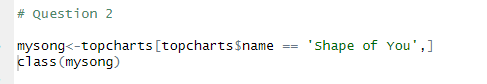 # Question 2
mysong<-topcharts[topcharts$name == 'Shape of You',]
class(mysong)